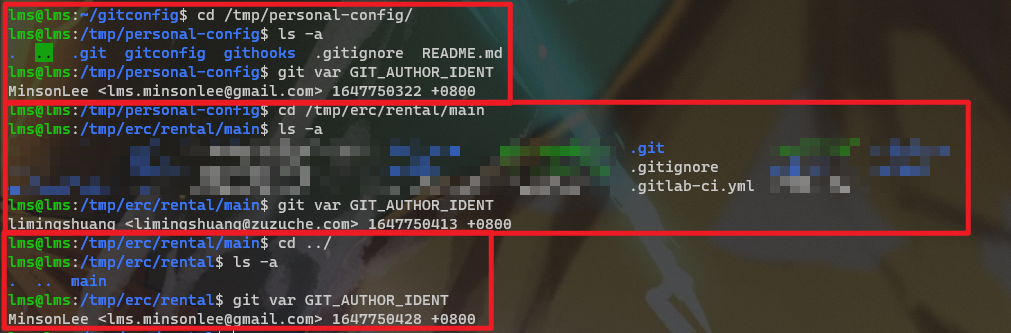 lms@lms:~/gitconfig$ cd /tmp/personal-config/
lms@lms:/tmp/personal-config$ ls -a
.  ..  .git  gitconfig  githooks  .gitignore  README.md
lms@lms:/tmp/personal-config$ git var GIT_AUTHOR_IDENT
MinsonLee <lms.minsonlee@gmail.com> 1647750322 +0800
lms@lms:/tmp/personal-config$ cd /tmp/erc/rental/main
lms@lms:/tmp/erc/rental/main$ ls -a
.git
.gitignore
.gitlab-ci.yml
lms@lms:/tmp/erc/rental/main$ git var GIT_AUTHOR_IDENT
limingshuang <limingshuang@zuzuche.com> 1647750413 +0800
lms@lms:/tmp/erc/rental/main$ cd ../
lms@lms:/tmp/erc/rental$ ls -a
.  ..  main
lms@lms:/tmp/erc/rental$ git var GIT_AUTHOR_IDENT
MinsonLee <lms.minsonlee@gmail.com> 1647750428 +0800